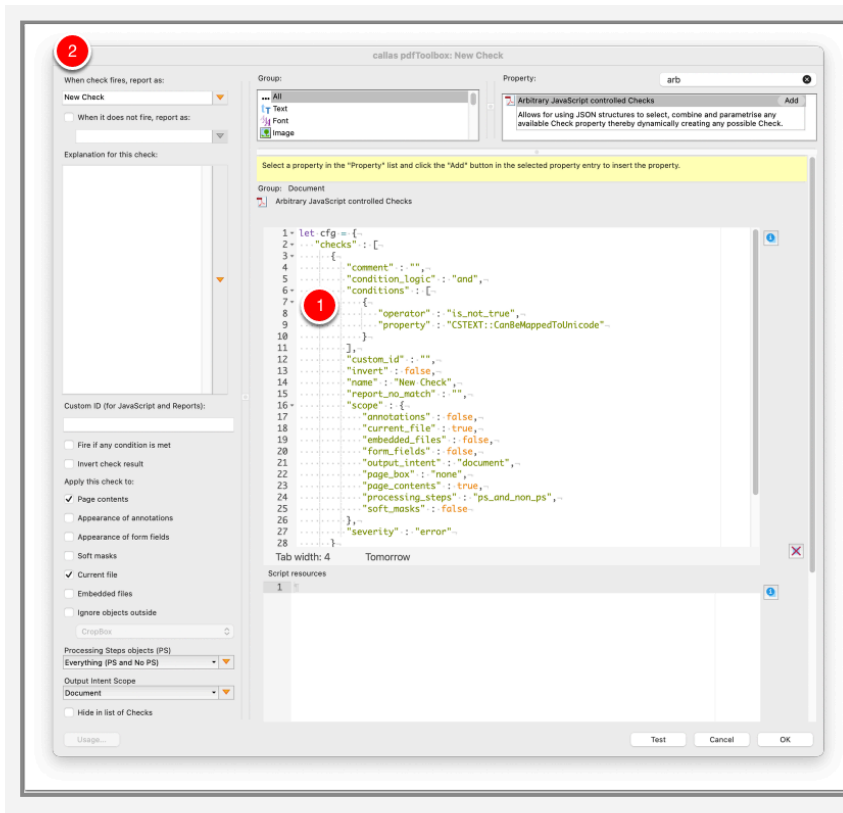 2
callas pdfToolbox: New Check
When check fires, report as:
New Check
When it does not fire, report as:
Explanation for this check:
Custom ID (for JavaScript and Reports):
Fire if any condition is met
Invert check result
Apply this check to:
Page contents
Appearance of annotations
Appearance of form fields
Soft masks
Current file
Embedded files
Ignore objects outside
CropBox
Processing Steps objects (PS)
Everything (PS and No PS)
Output Intent Scope
Document
Hide in list of Checks
Usage...
Group:
... All
Text
Font
Image
Property:
arb
Arbitrary JavaScript controlled Checks
Add
Allows for using JSON structures to select, combine and parametrise any
available Check property thereby dynamically creating any possible Check.
Select a property in the "Property" list and click the "Add" button in the selected property entry to insert the property.
Group: Document
Arbitrary JavaScript controlled Checks
1 let cfg = {
2 "checks" : [
3 {
4 "comment" : "",
5 "condition_logic" : "and",
6 "conditions" : [
7 {
1
8 "operator" : "is_not_true",
9 "property" : "CSTEXT::CanBeMappedToUnicode"
10 }
11 ],
12 "custom_id" : "",
13 "invert" : false,
14 "name" : "New Check",
15 "report_no_match" : "",
16 "scope" : {
17 "annotations" : false,
18 "current_file" : true,
19 "embedded_files" : false,
20 "form_fields" : false,
21 "output_intent" : "document",
22 "page_box" : "none",
23 "page_contents" : true,
24 "processing_steps" : "ps_and_non_ps",
25 "soft_masks" : false
26 },
27 "severity" : "error"
28 }
Tab width: 4 Tomorrow
Script resources
1
Test Cancel OK